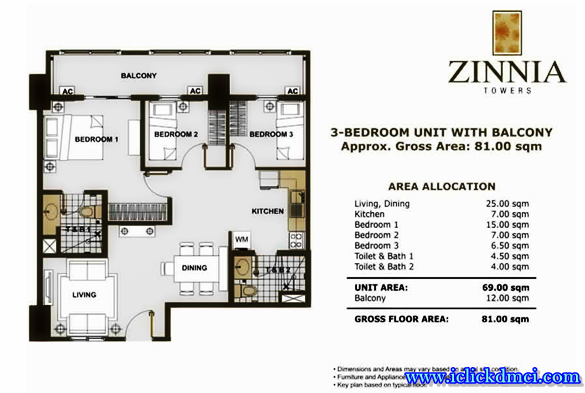 ZINNIA
TOWERS
3-BEDROOM UNIT WITH BALCONY
Approx. Gross Area: 81.00 sqm
AREA ALLOCATION
Living, Dining 25.00 sqm
Kitchen 7.00 sqm
Bedroom 1 15.00 sqm
Bedroom 2 7.00 sqm
Bedroom 3 6.50 sqm
Toilet & Bath 1 4.50 sqm
Toilet & Bath 2 4.00 sqm
UNIT AREA: 69.00 sqm
Balcony 12.00 sqm
GROSS FLOOR AREA: 81.00 sqm
BALCONY
AC
AC
AC
BEDROOM 1
BEDROOM 2
BEDROOM 3
KITCHEN
T & B 1
WM
DINING
T & B 2
LIVING
• Dimensions and Areas may vary based on actual site condition.
• Furniture and Appliances
• Key plan based on typical floor.
www.iclickdmci.com